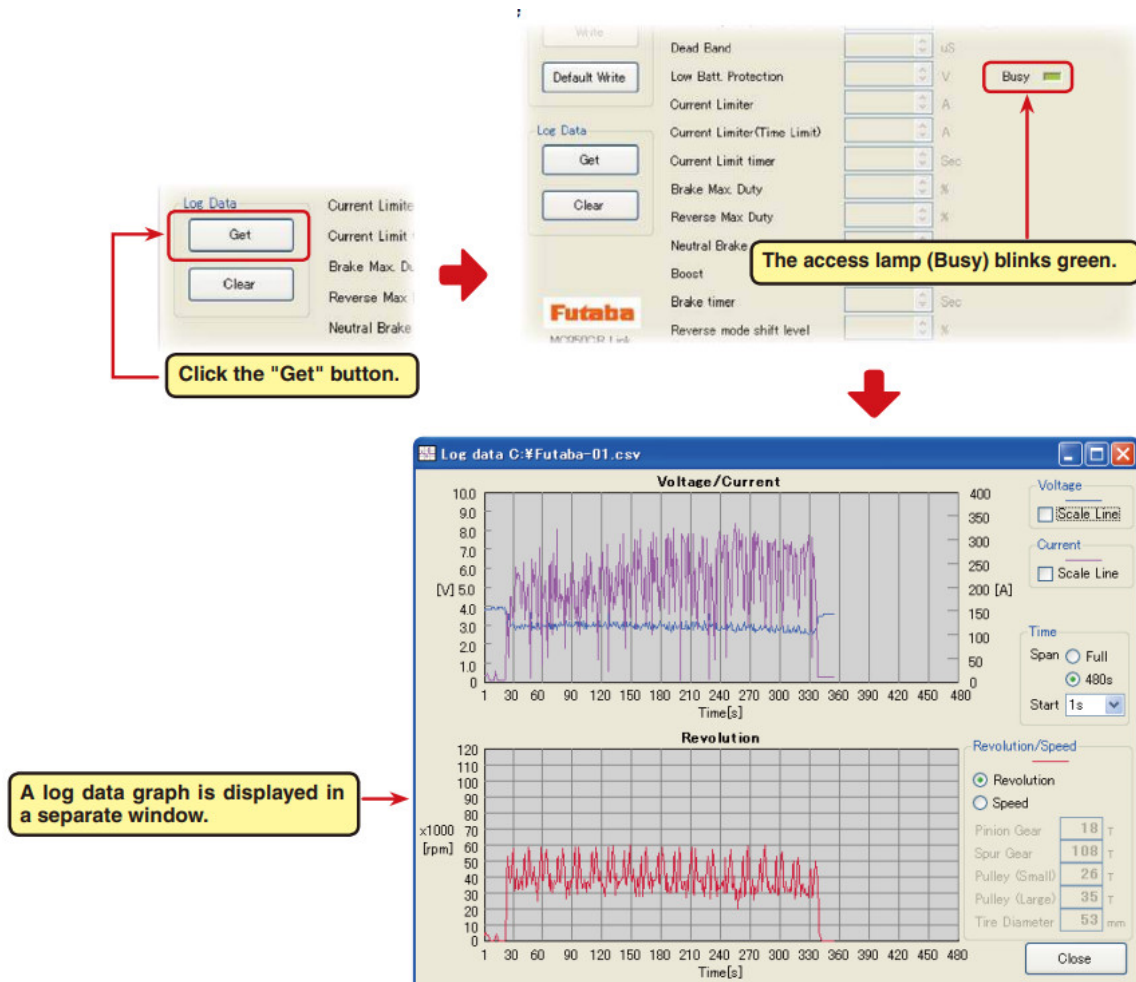 ;
Write
Default Write
Log Data
Get
Clear
Futaba
MC950CR Link
Dead Band uS
Low Batt. Protection V
Current Limiter A
Current Limiter(Time Limit) A
Current Limit timer Sec
Brake Max. Duty %
Reverse Max Duty %
Neutral Brake
Boost
Brake timer Sec
Reverse mode shift level %
Busy
The access lamp (Busy) blinks green.
Log Data
Get
Clear
Current Limite
Current Limit
Brake Max. Du
Reverse Max
Neutral Brake
Click the "Get" button.
Log data C:¥Futaba-01.csv
Voltage/Current
10.0
9.0
8.0
7.0
6.0
[V] 5.0
4.0
3.0
2.0
1.0
0
400
350
300
250
200 [A]
150
100
50
0
1 30 60 90 120 150 180 210 240 270 300 330 360 390 420 450 480
Time[s]
Voltage
Scale Line
Current
Scale Line
Time
Span Full
480s
Start 1s
A log data graph is displayed in
a separate window.
Revolution
120
110
100
90
80
x1000 70
[rpm] 60
50
40
30
20
10
0
1 30 60 90 120 150 180 210 240 270 300 330 360 390 420 450 480
Time[s]
Revolution/Speed
Revolution
Speed
Pinion Gear 18 T
Spur Gear 108 T
Pulley (Small) 26 T
Pulley (Large) 35 T
Tire Diameter 53 mm
Close